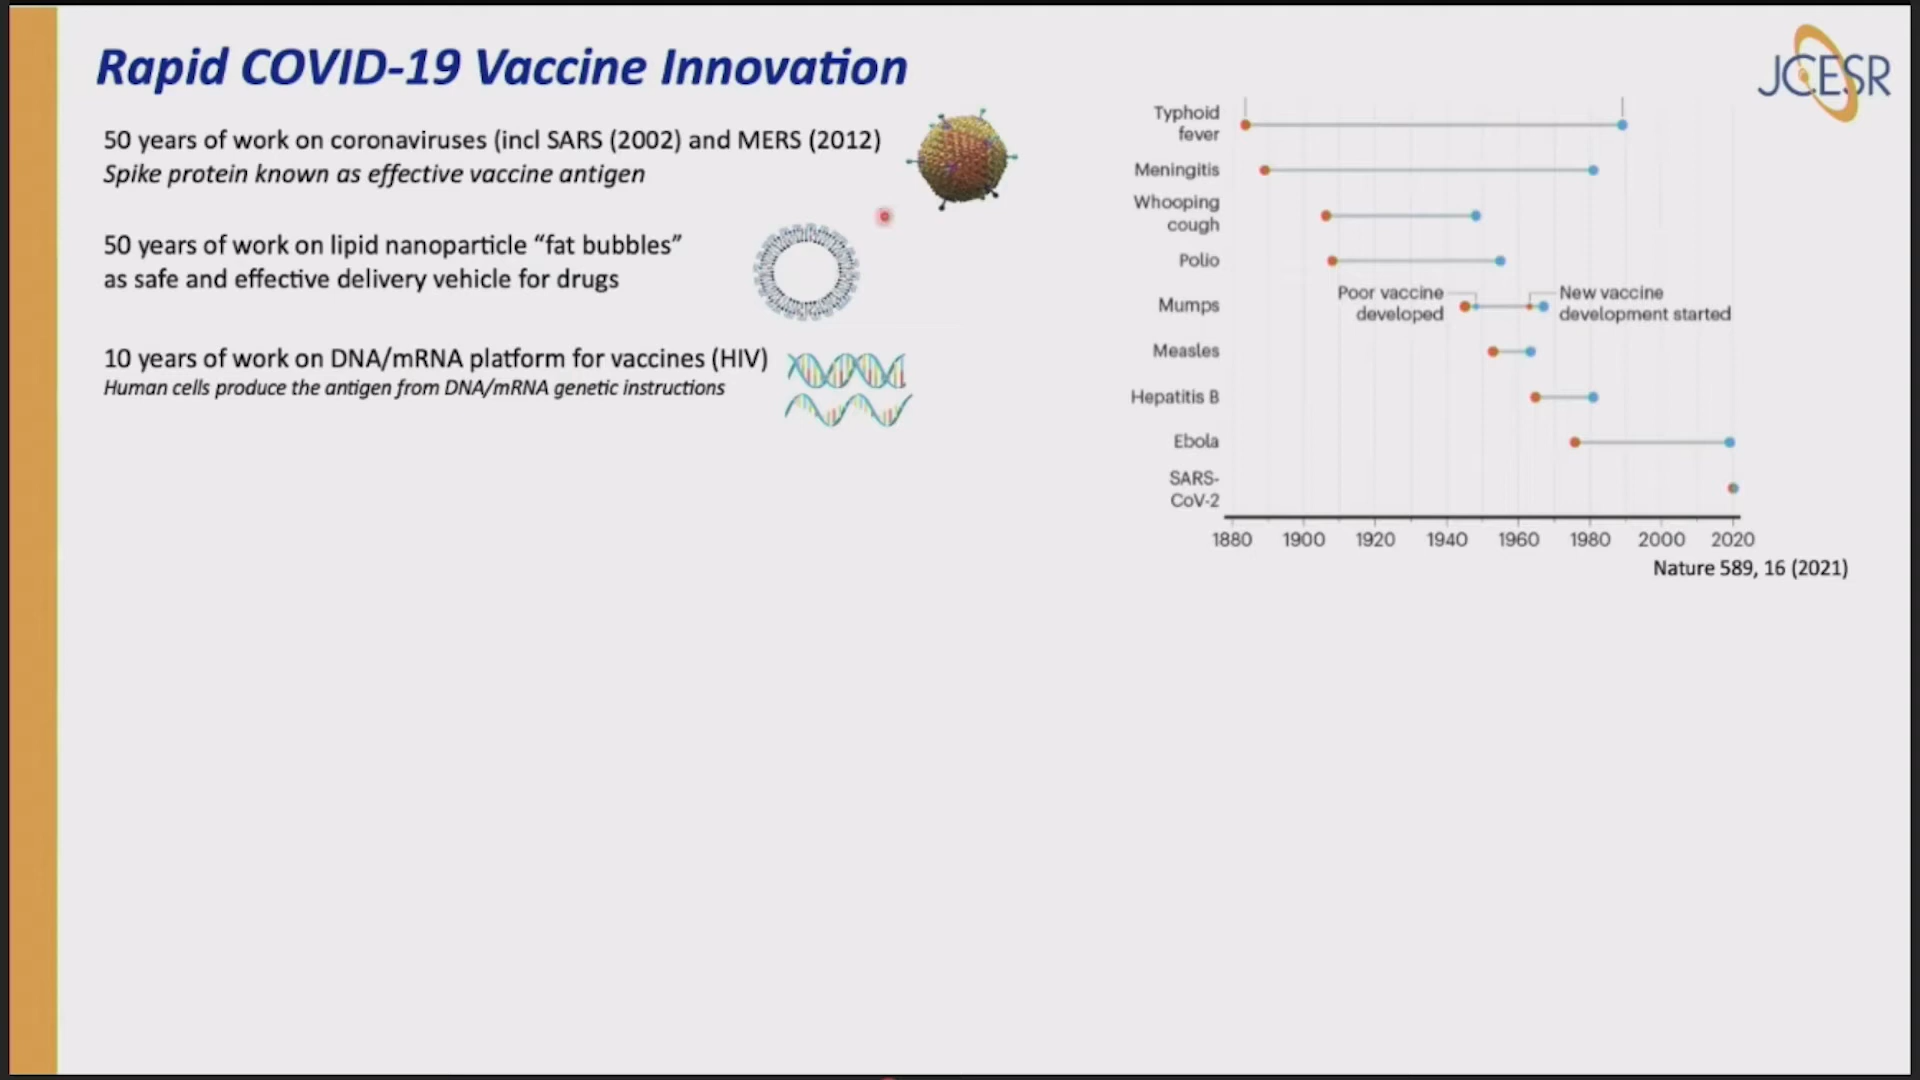 Rapid COVID-19 Vaccine Innovation
JCESR
50 years of work on coronaviruses (incl SARS (2002) and MERS (2012)
Spike protein known as effective vaccine antigen
50 years of work on lipid nanoparticle “fat bubbles”
as safe and effective delivery vehicle for drugs
10 years of work on DNA/mRNA platform for vaccines (HIV)
Human cells produce the antigen from DNA/mRNA genetic instructions
Typhoid
fever
Meningitis
Whooping
cough
Polio
Mumps
Poor vaccine
developed
New vaccine
development started
Measles
Hepatitis B
Ebola
SARS-
CoV-2
1880 1900 1920 1940 1960 1980 2000 2020
Nature 589, 16 (2021)